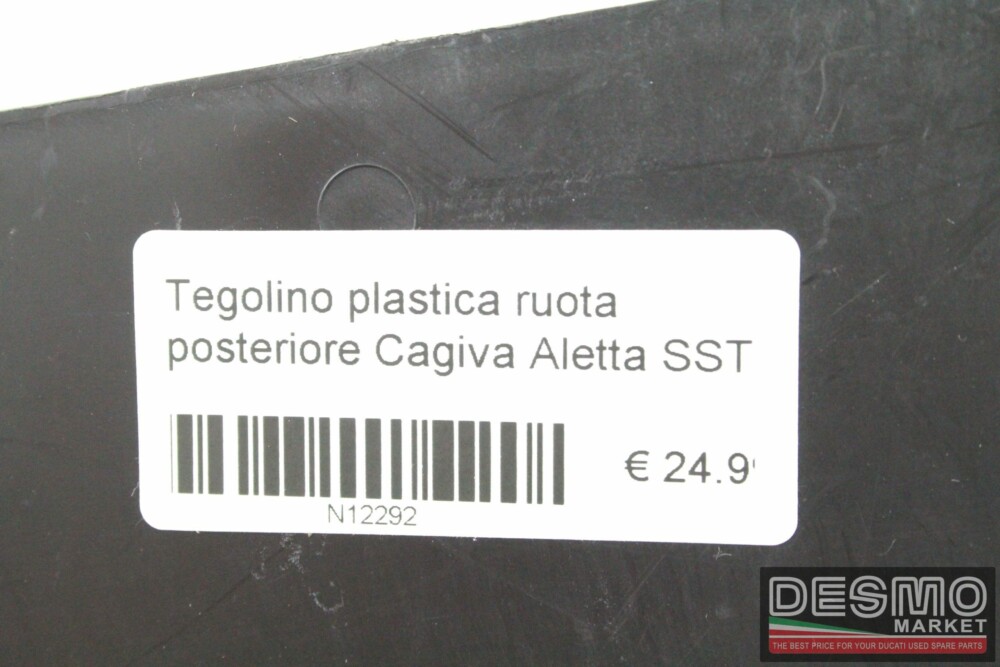 Tegolino plastica ruota
posteriore Cagiva Aletta SST
€ 24.9
N12292
DESMO
MARKET
THE BEST PRICE FOR YOUR DUCATI USED SPARE PARTS